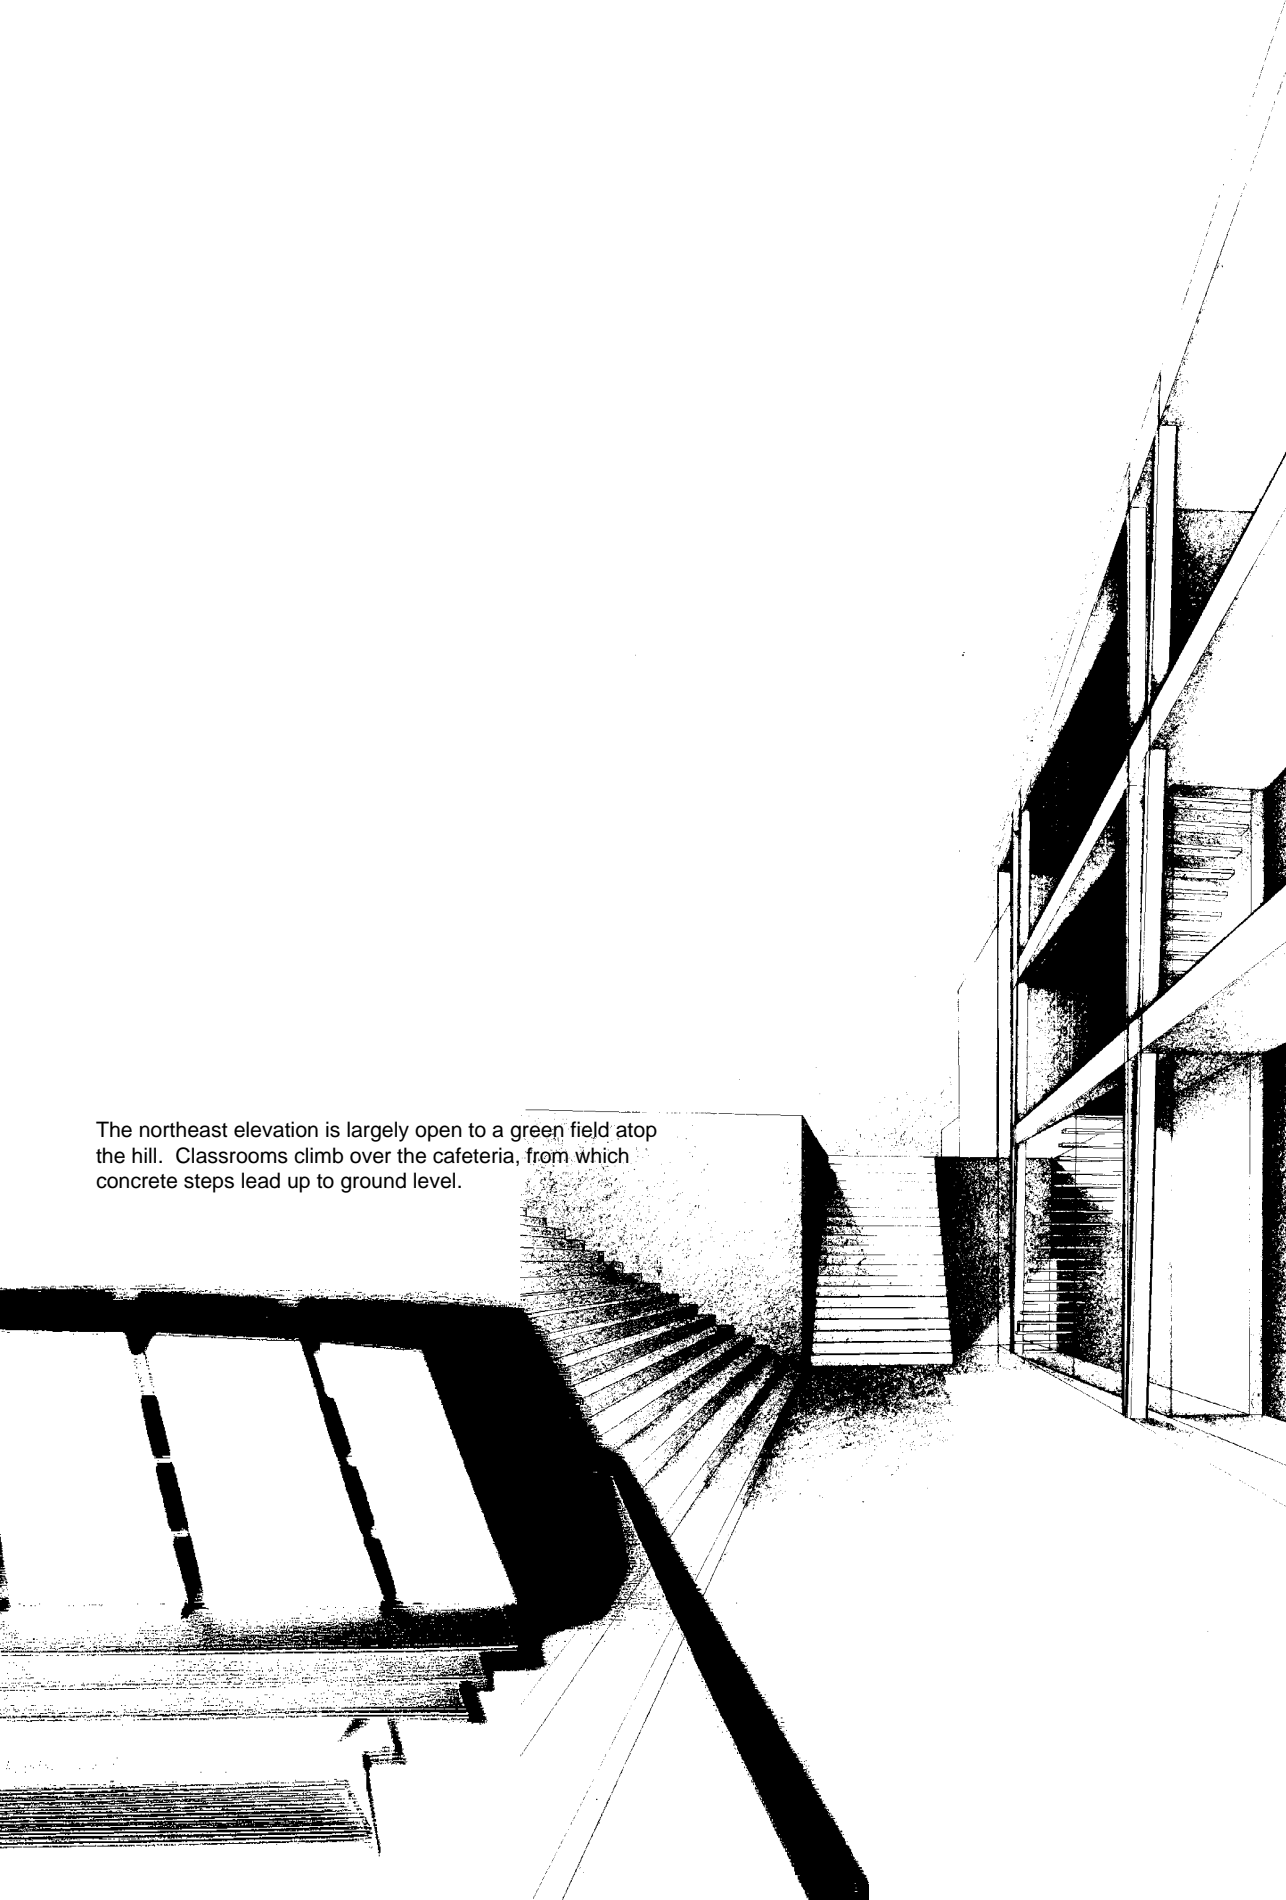 The northeast elevation is largely open to a green field atop
the hill.  Classrooms climb over the cafeteria, from which
concrete steps lead up to ground level.